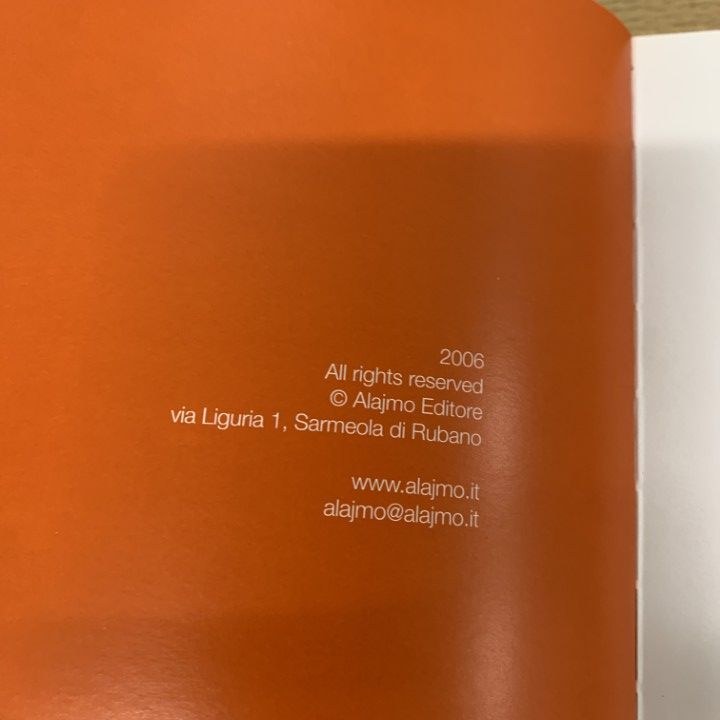 2006
All rights reserved
© Alajmo Editore
via Liguria 1, Sarmeola di Rubano
www.alajmo.it
alajmo@alajmo.it